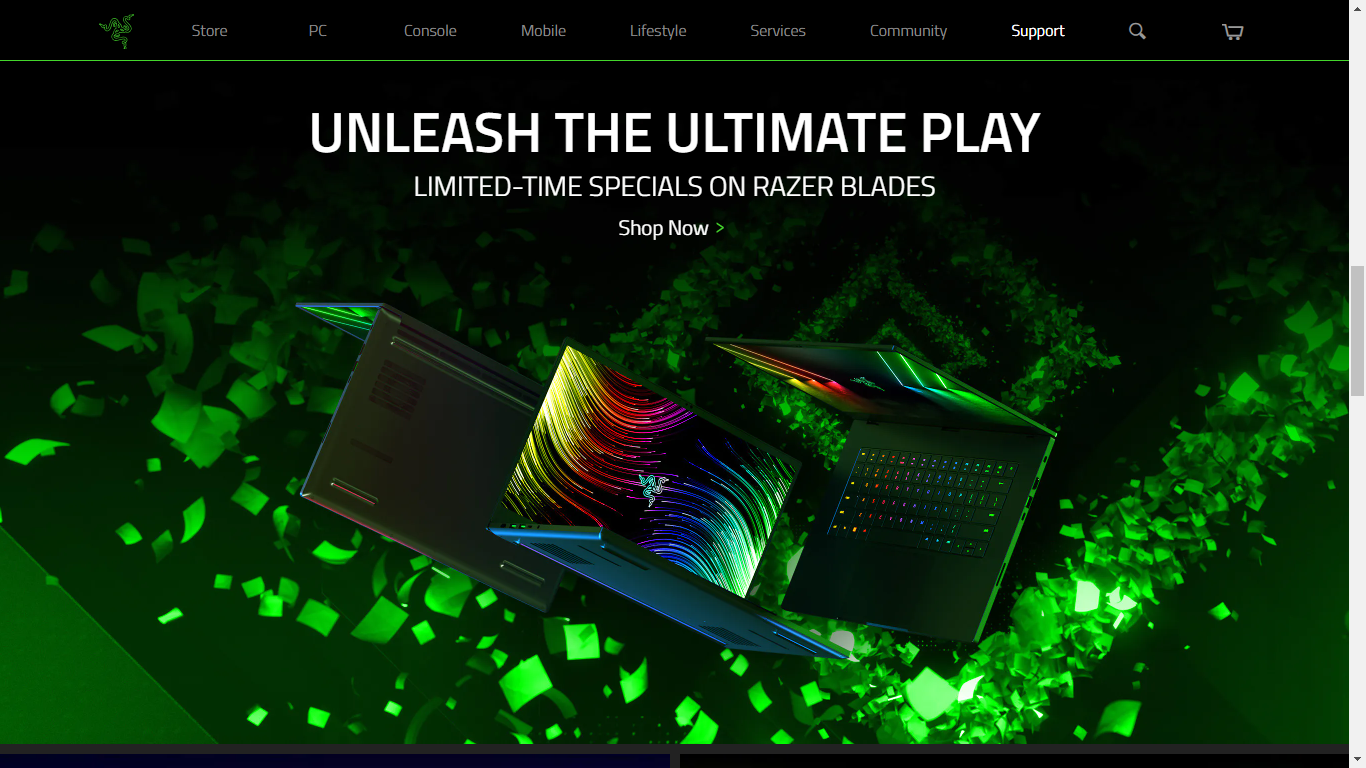 Store PC Console Mobile Lifestyle Services Community Support
UNLEASH THE ULTIMATE PLAY
LIMITED-TIME SPECIALS ON RAZER BLADES
Shop Now >